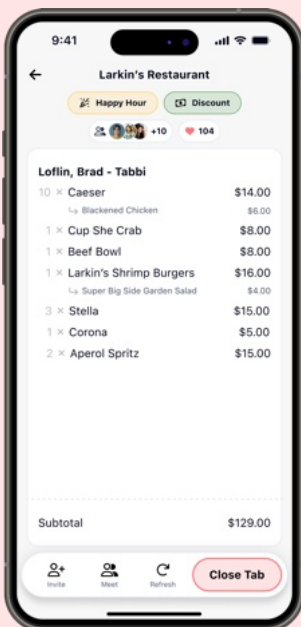 9:41
Larkin's Restaurant
Happy Hour Discount
+10 104
Loflin, Brad - Tabbi
10 × Caeser $14.00
Blackened Chicken $6.00
1 × Cup She Crab $8.00
1 × Beef Bowl $8.00
1 × Larkin's Shrimp Burgers $16.00
Super Big Side Garden Salad $4.00
3 × Stella $15.00
1 × Corona $5.00
2 × Aperol Spritz $15.00
Subtotal $129.00
Invite Meet Refresh Close Tab